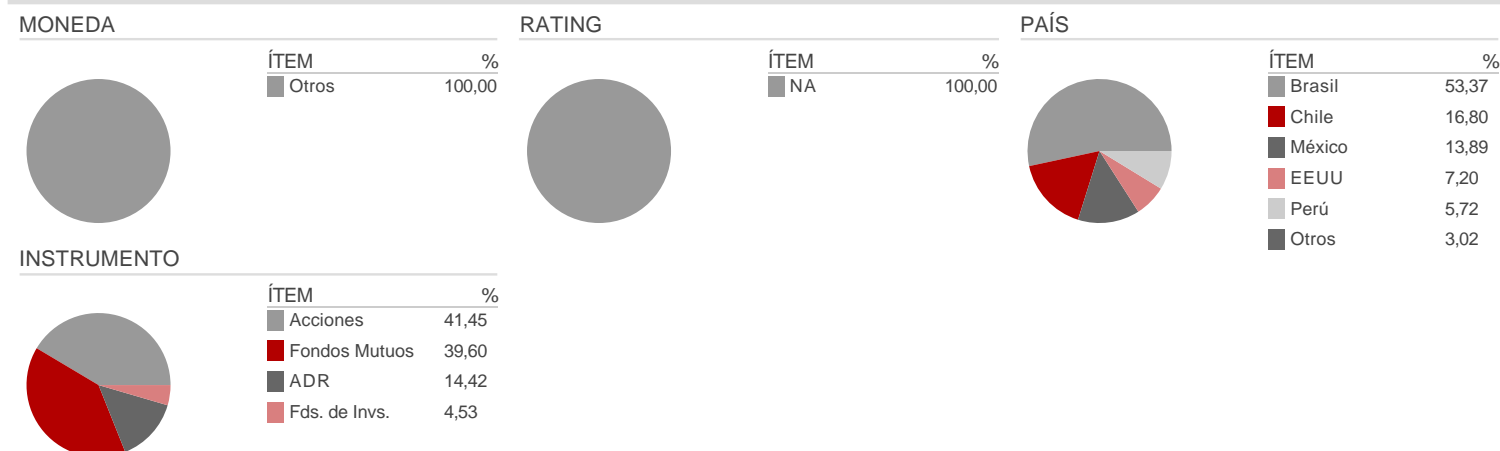 MONEDA
ÍTEM %
Otros 100,00
RATING
ÍTEM %
NA 100,00
PAÍS
ÍTEM %
Brasil 53,37
Chile 16,80
México 13,89
EEUU 7,20
Perú 5,72
Otros 3,02
INSTRUMENTO
ÍTEM %
Acciones 41,45
Fondos Mutuos 39,60
ADR 14,42
Fds. de Invs. 4,53